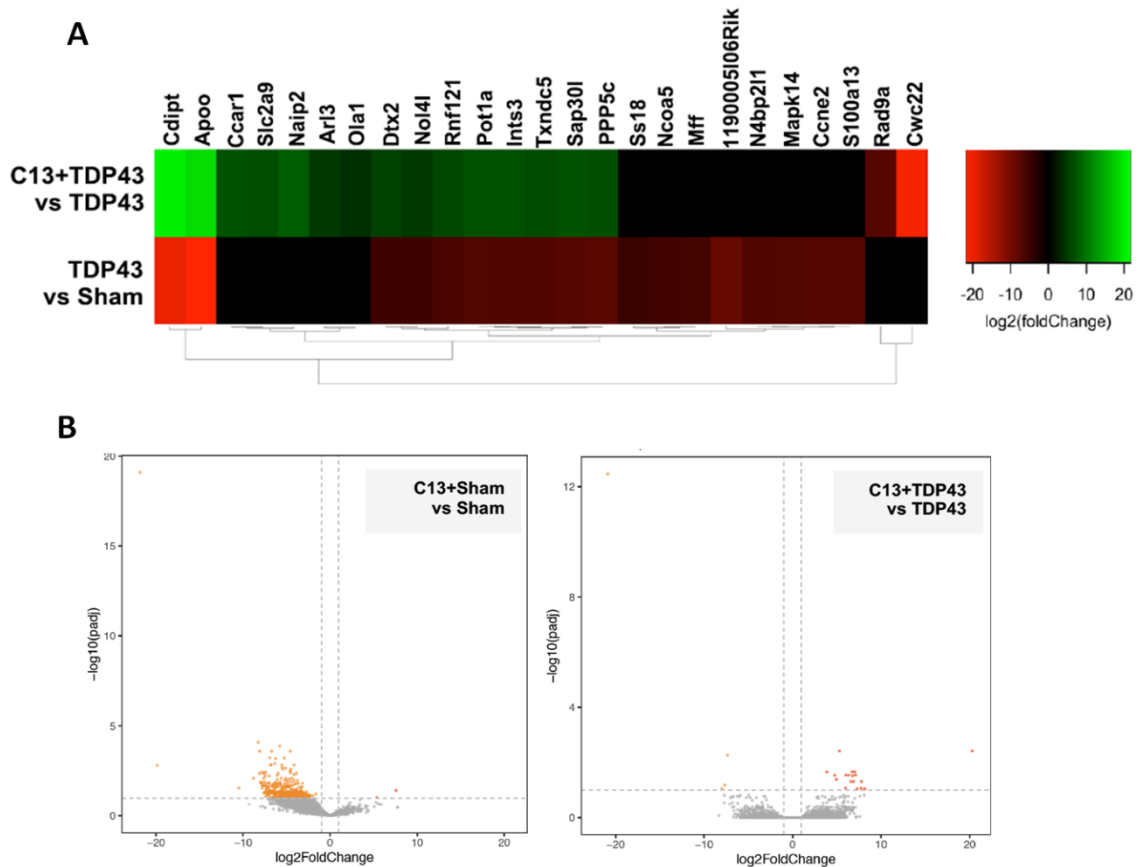 A
Cdipt
Apoo
Ccar1
Slc2a9
Naip2
Arl3
Ola1
Dtx2
Nol4l
Rnf121
Pot1a
Ints3
Txndc5
Sap30l
PPP5c
Ss18
Ncoa5
Mff
1190005I06Rik
N4bp2l1
Mapk14
Ccne2
S100a13
Rad9a
Cwc22
C13+TDP43
vs TDP43
TDP43
vs Sham
-20 -10 0 10 20
log2(foldChange)
B
20
15
10
5
0
−log10(padj)
C13+Sham
vs Sham
−20 −10 0 10 20
log2FoldChange
12
8
4
0
−log10(padj)
C13+TDP43
vs TDP43
−20 −10 0 10 20
log2FoldChange